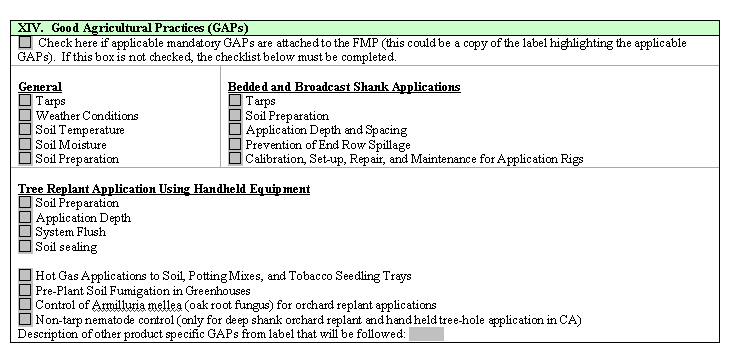 XIV. Good Agricultural Practices (GAPs)
Check here if applicable mandatory GAPs are attached to the FMP (this could be a copy of the label highlighting the applicable
GAPs). If this box is not checked, the checklist below must be completed.
General
Tarps
Weather Conditions
Soil Temperature
Soil Moisture
Soil Preparation
Bedded and Broadcast Shank Applications
Tarps
Soil Preparation
Application Depth and Spacing
Prevention of End Row Spillage
Calibration, Set-up, Repair, and Maintenance for Application Rigs
Tree Replant Application Using Handheld Equipment
Soil Preparation
Application Depth
System Flush
Soil sealing
Hot Gas Applications to Soil, Potting Mixes, and Tobacco Seedling Trays
Pre-Plant Soil Fumigation in Greenhouses
Control of Armilluria mellea (oak root fungus) for orchard replant applications
Non-tarp nematode control (only for deep shank orchard replant and hand held tree-hole application in CA)
Description of other product specific GAPs from label that will be followed: